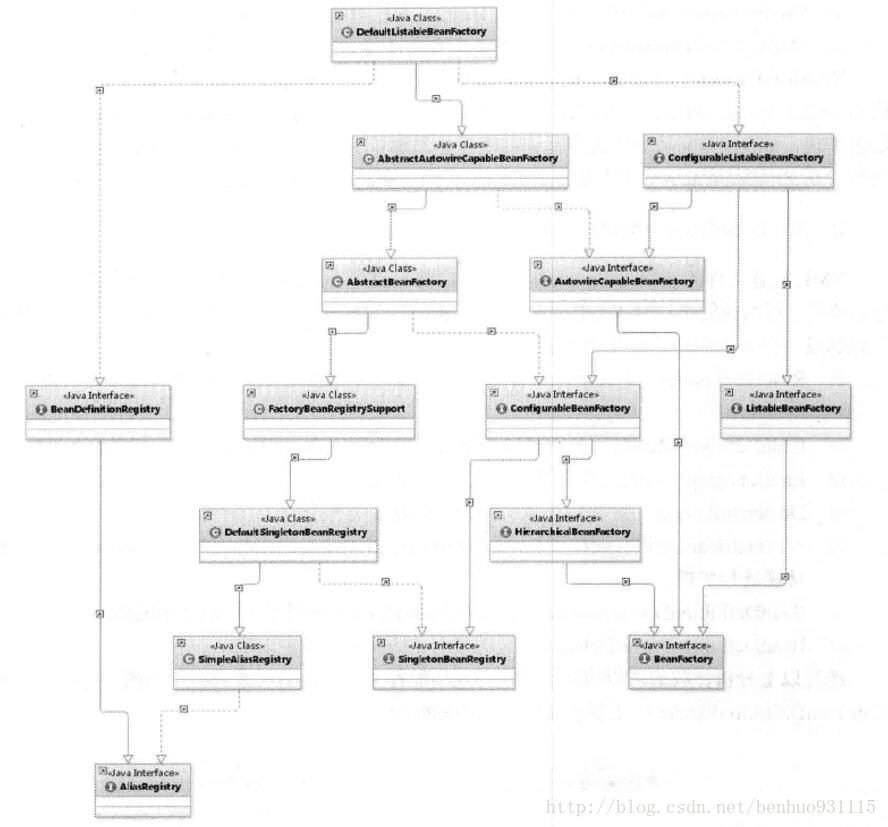 «Java Class»
DefaultListableBeanFactory
«Java Class»
AbstractAutowireCapableBeanFactory
«Java Interface»
ConfigurableListableBeanFactory
«Java Class»
AbstractBeanFactory
«Java Interface»
AutowireCapableBeanFactory
«Java Interface»
BeanDefinitionRegistry
«Java Class»
FactoryBeanRegistrySupport
«Java Interface»
ConfigurableBeanFactory
«Java Interface»
ListableBeanFactory
«Java Class»
DefaultSingletonBeanRegistry
«Java Interface»
HierarchicalBeanFactory
«Java Class»
SimpleAliasRegistry
«Java Interface»
SingletonBeanRegistry
«Java Interface»
BeanFactory
«Java Interface»
AliasRegistry
http://blog.csdn.net/benhuo931115